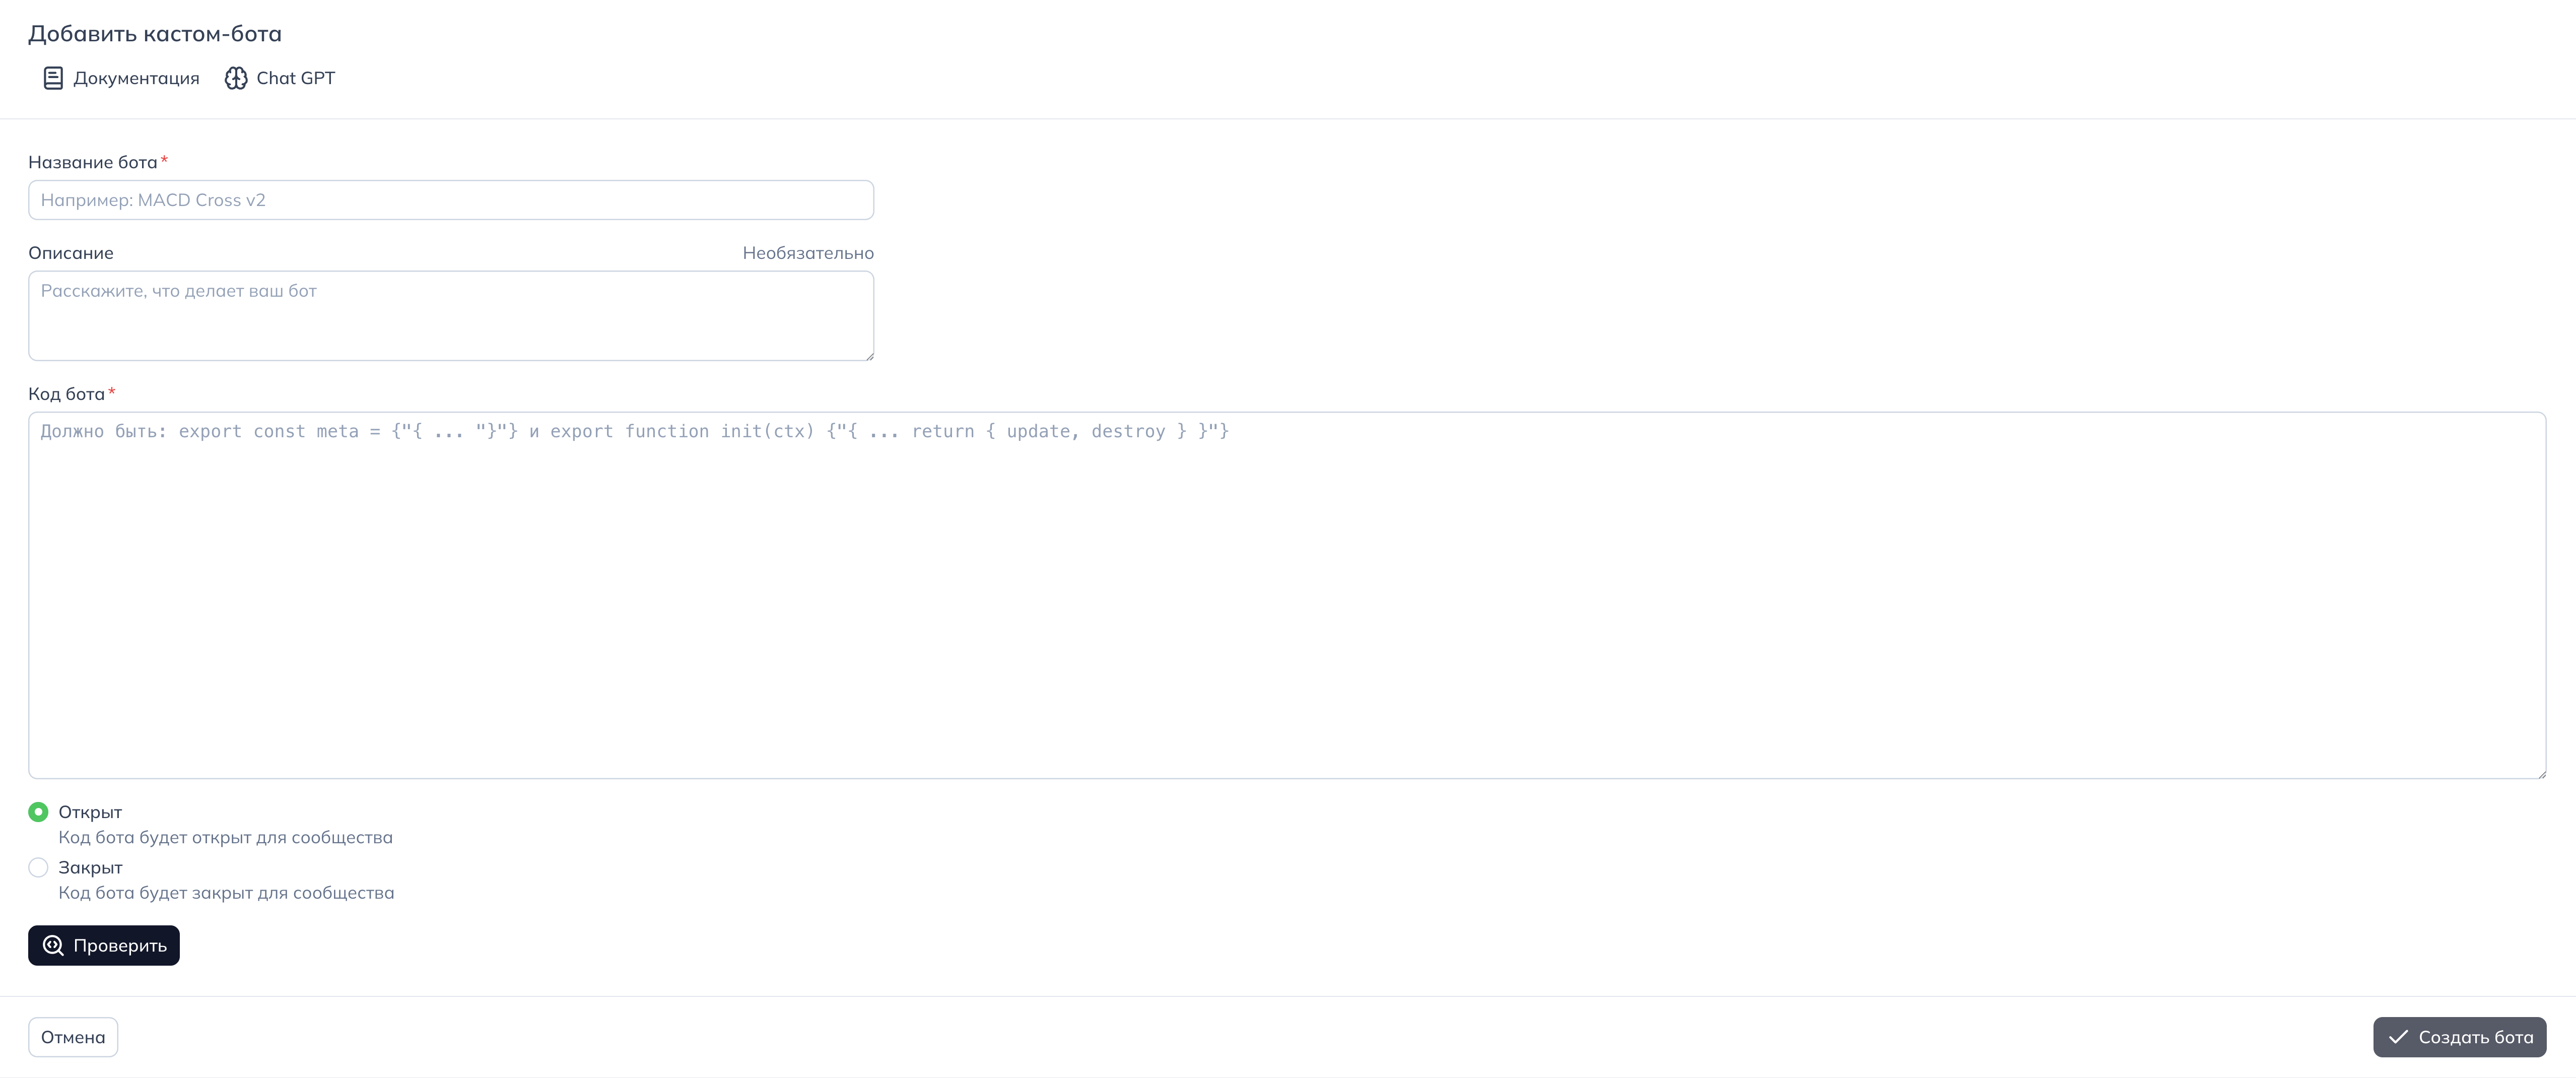 Добавить кастом-бота
Документация Chat GPT
Название бота*
Например: MACD Cross v2
Описание Необязательно
Расскажите, что делает ваш бот
Код бота*
Должно быть: export const meta = {"{ ... "}"} и export function init(ctx) {"{ ... return { update, destroy } }"}
Открыт
Код бота будет открыт для сообщества
Закрыт
Код бота будет закрыт для сообщества
Проверить
Отмена Создать бота